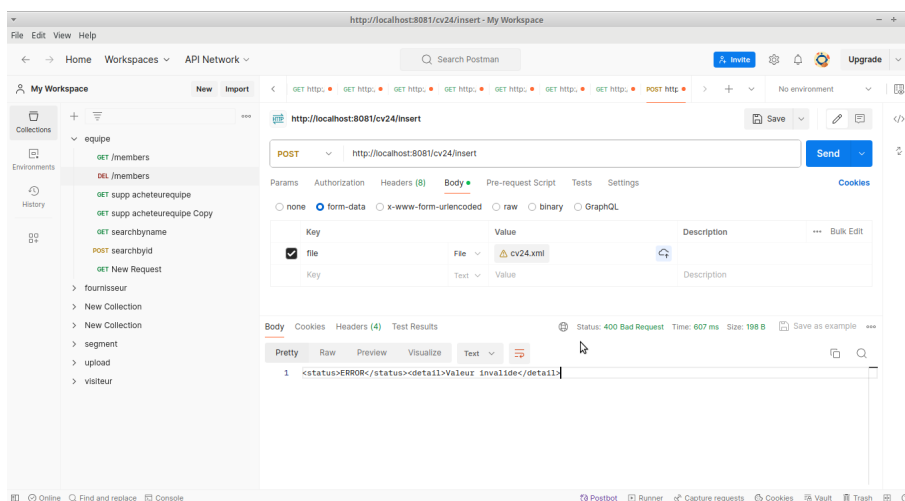 http://localhost:8081/cv24/insert - My Workspace
File Edit View Help
Home Workspaces API Network
Search Postman
Invite
Upgrade
My Workspace
New Import
GET http:, GET http:, GET http:, GET http:, GET http:, GET http:, GET http:, POST http
No environment
Collections
Environments
History
equipe
GET /members
DEL /members
GET supp acheteurequipe
GET supp acheteurequipe Copy
GET searchbyname
POST searchbyid
GET New Request
fournisseur
New Collection
New Collection
segment
upload
visiteur
HTTP http://localhost:8081/cv24/insert
Save
POST http://localhost:8081/cv24/insert
Send
Params Authorization Headers (8) Body Pre-request Script Tests Settings
Cookies
none form-data x-www-form-urlencoded raw binary GraphQL
Key Value Description Bulk Edit
file File cv24.xml
Key Text Value Description
Body Cookies Headers (4) Test Results
Status: 400 Bad Request Time: 607 ms Size: 198 B Save as example
Pretty Raw Preview Visualize Text
1 <status>ERROR</status><detail>Valeur invalide</detail>
Online Find and replace Console
Postbot Runner Capture requests Cookies Vault Trash